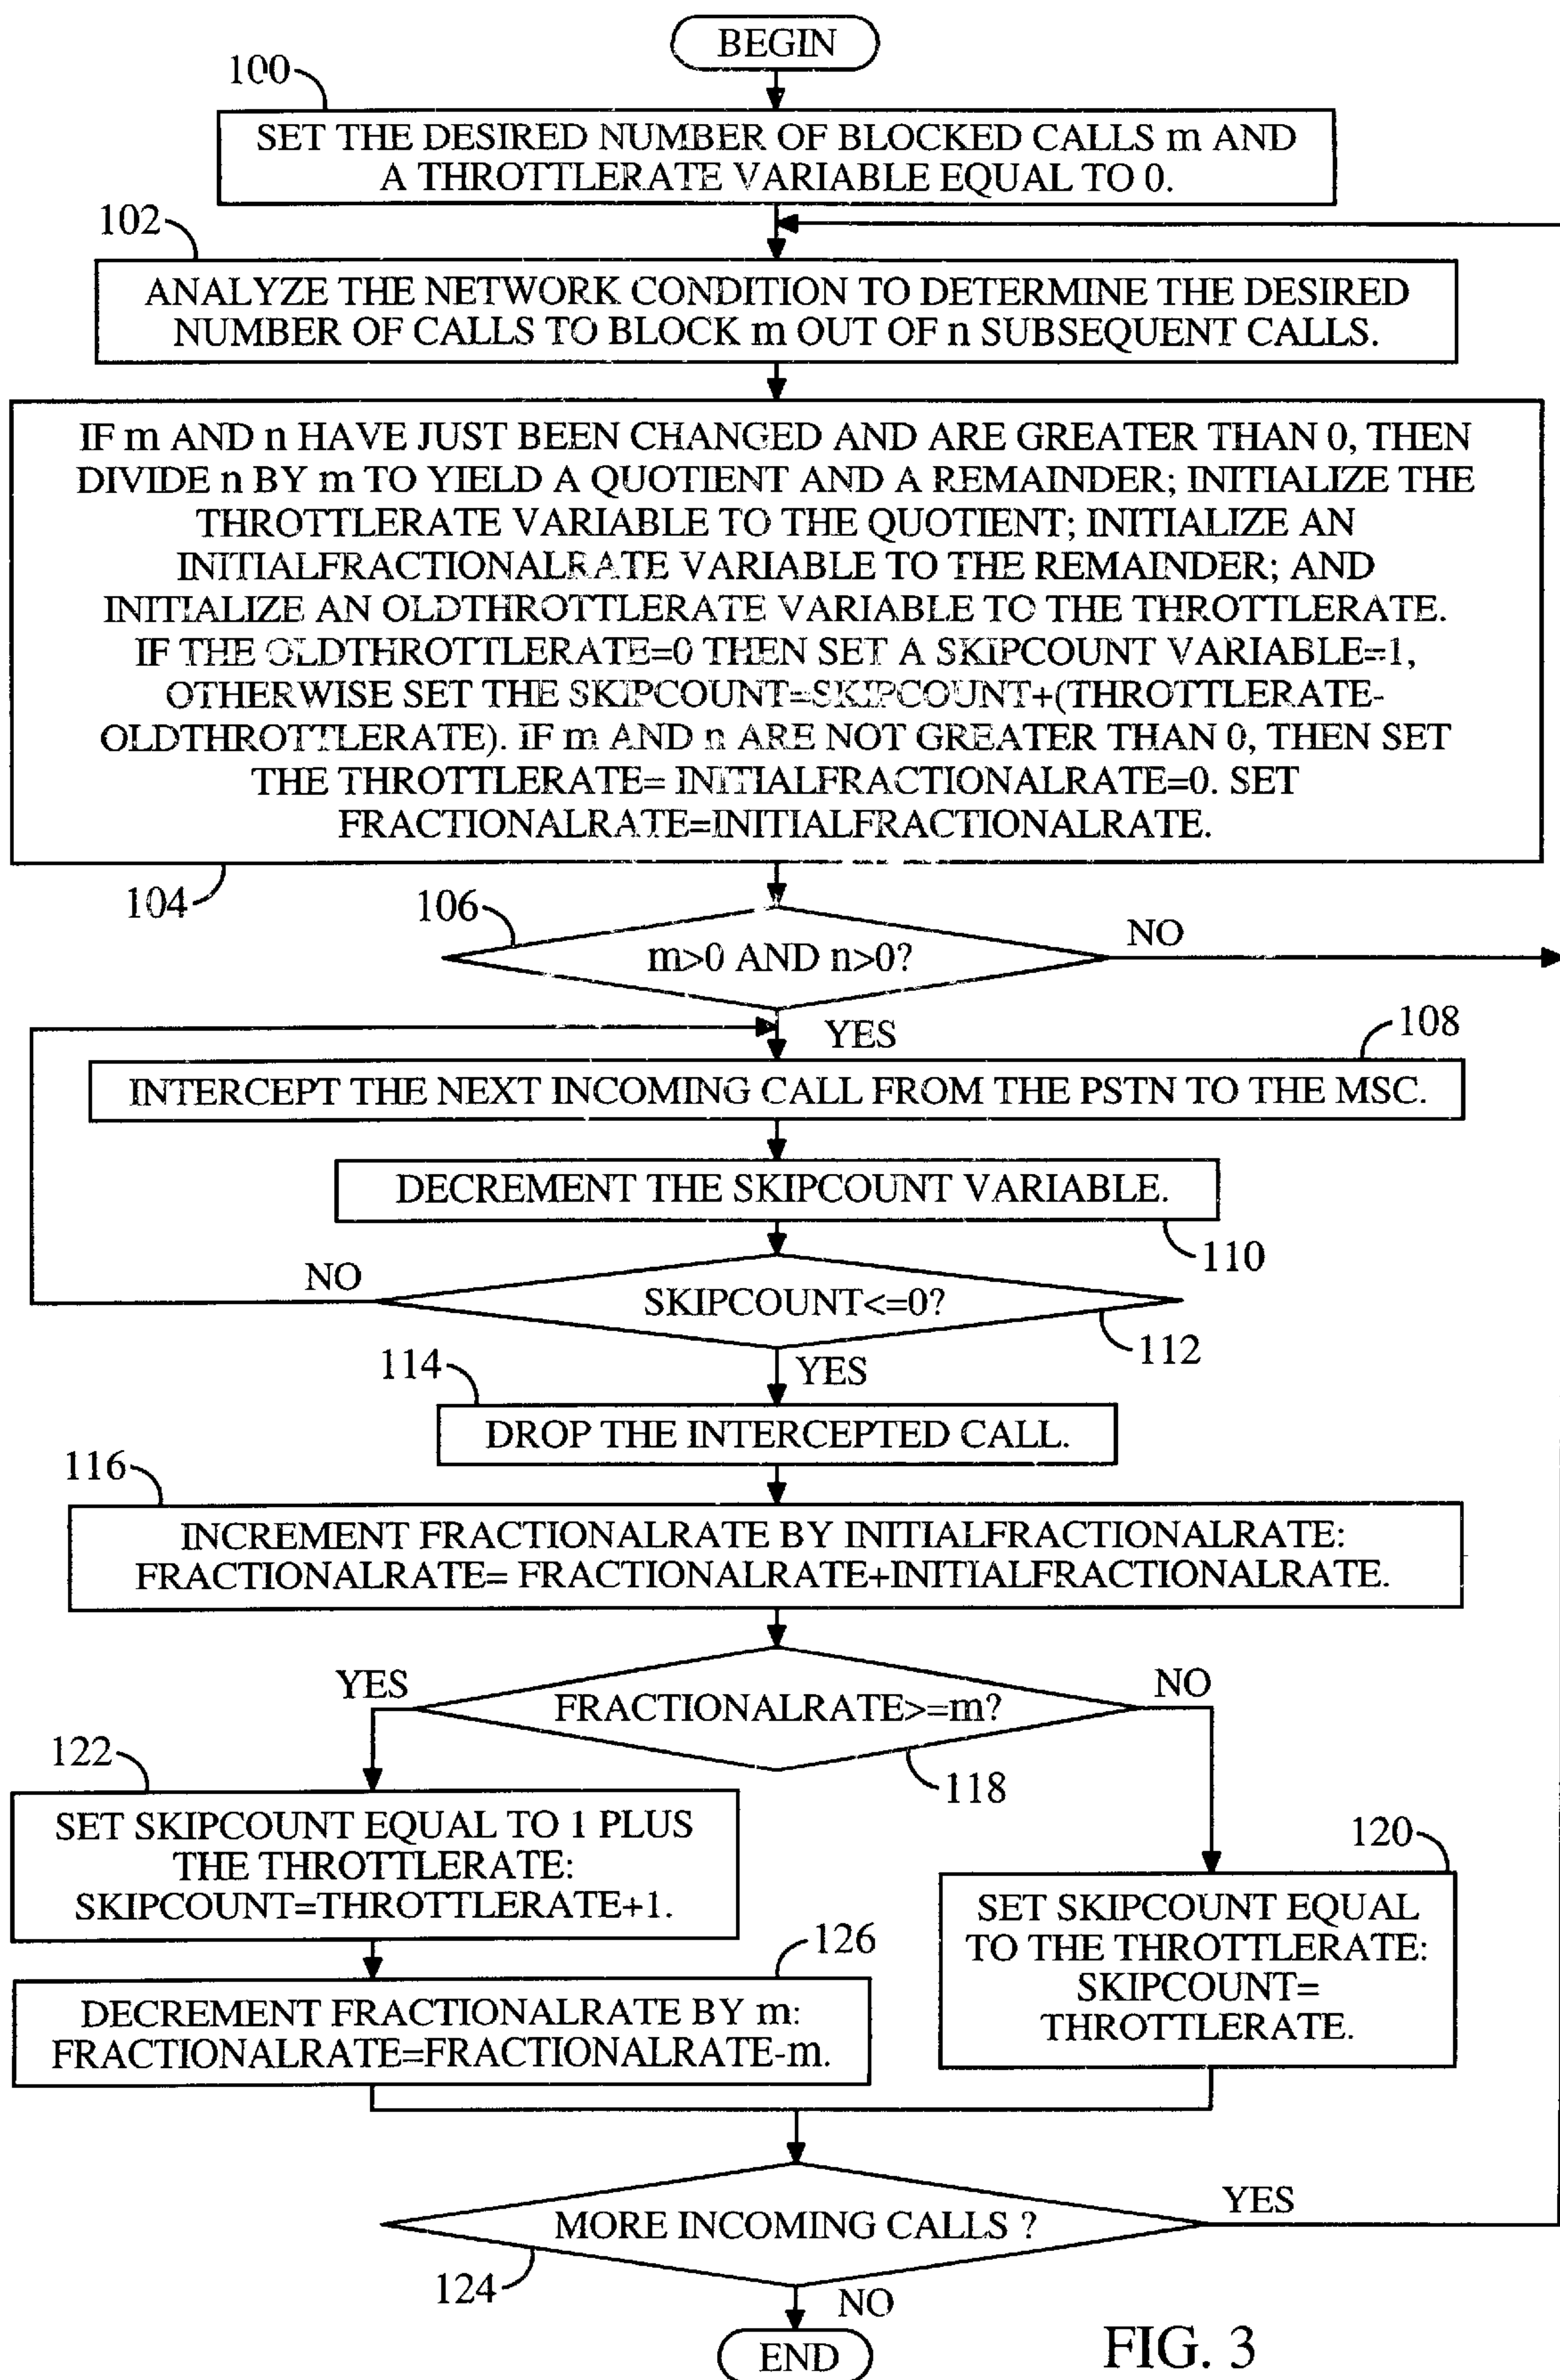 BEGIN
100
SET THE DESIRED NUMBER OF BLOCKED CALLS m AND
A THROTTLERATE VARIABLE EQUAL TO 0.
102
ANALYZE THE NETWORK CONDITION TO DETERMINE THE DESIRED
NUMBER OF CALLS TO BLOCK m OUT OF n SUBSEQUENT CALLS.
IF m AND n HAVE JUST BEEN CHANGED AND ARE GREATER THAN 0, THEN
DIVIDE n BY m TO YIELD A QUOTIENT AND A REMAINDER; INITIALIZE THE
THROTTLERATE VARIABLE TO THE QUOTIENT; INITIALIZE AN
INITIALFRACTIONALRATE VARIABLE TO THE REMAINDER; AND
INITIALIZE AN OLDTHROTTLERATE VARIABLE TO THE THROTTLERATE.
IF THE OLDTHROTTLERATE=0 THEN SET A SKIPCOUNT VARIABLE=1,
OTHERWISE SET THE SKIPCOUNT=SKIPCOUNT+(THROTTLERATE-
OLDTHROTTLERATE). IF m AND n ARE NOT GREATER THAN 0, THEN SET
THE THROTTLERATE= INITIALFRACTIONALRATE=0. SET
FRACTIONALRATE=INITIALFRACTIONALRATE.
104
106
m>0 AND n>0?
NO
YES
108
INTERCEPT THE NEXT INCOMING CALL FROM THE PSTN TO THE MSC.
DECREMENT THE SKIPCOUNT VARIABLE.
110
NO
SKIPCOUNT<=0?
112
YES
114
DROP THE INTERCEPTED CALL.
116
INCREMENT FRACTIONALRATE BY INITIALFRACTIONALRATE:
FRACTIONALRATE= FRACTIONALRATE+INITIALFRACTIONALRATE.
YES
NO
FRACTIONALRATE>=m?
118
122
SET SKIPCOUNT EQUAL TO 1 PLUS
THE THROTTLERATE:
SKIPCOUNT=THROTTLERATE+1.
120
SET SKIPCOUNT EQUAL
TO THE THROTTLERATE:
SKIPCOUNT=
THROTTLERATE.
126
DECREMENT FRACTIONALRATE BY m:
FRACTIONALRATE=FRACTIONALRATE-m.
MORE INCOMING CALLS ?
YES
124
NO
END
FIG. 3